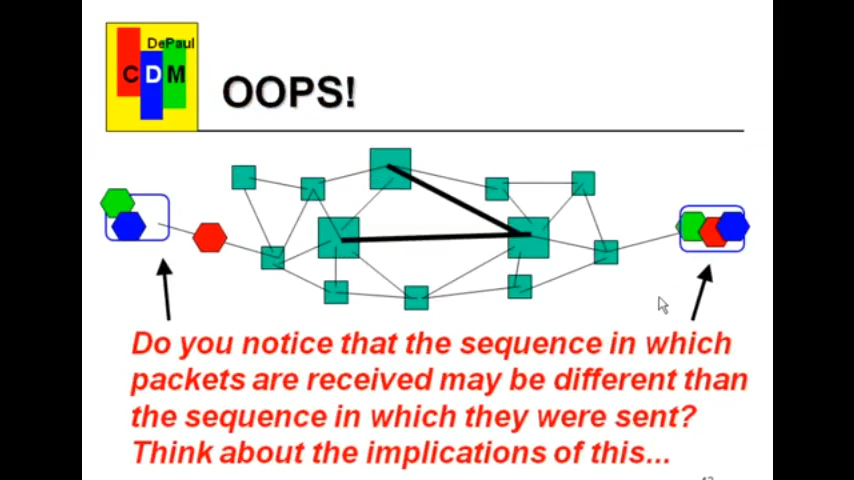 DePaul
CDM
OOPS!
Do you notice that the sequence in which
packets are received may be different than
the sequence in which they were sent?
Think about the implications of this...